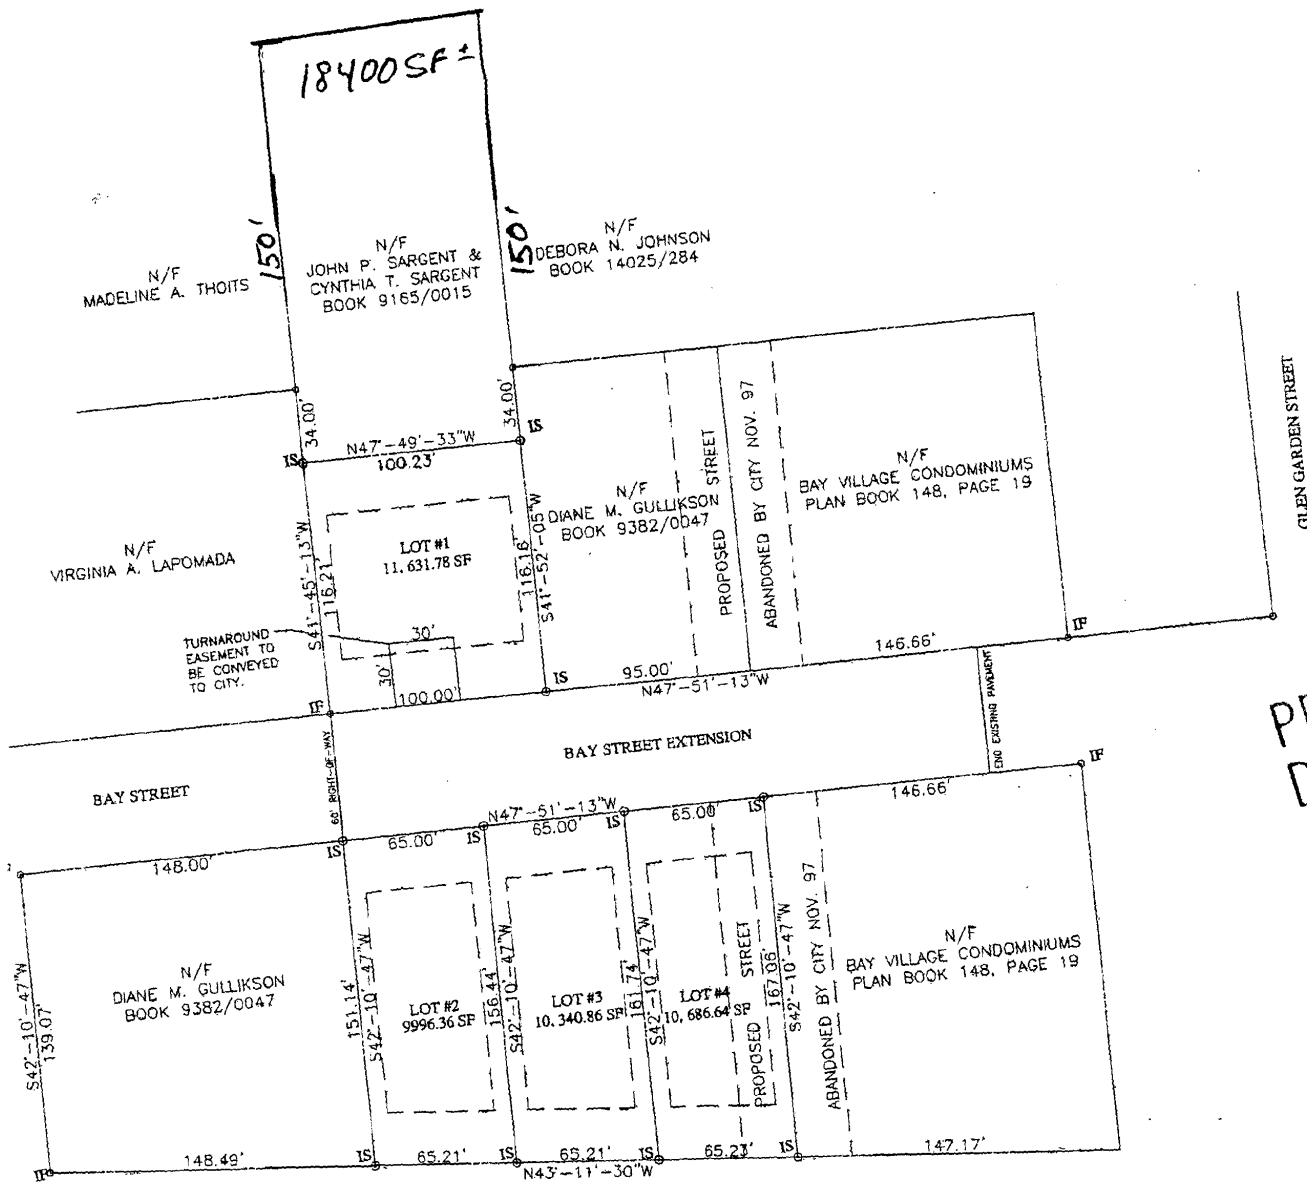 18400 SF ±
150'
150'
N/F
MADELINE A. THOITS
N/F
JOHN P. SARGENT &
CYNTHIA T. SARGENT
BOOK 9165/0015
N/F
DEBORA N. JOHNSON
BOOK 14025/284
34.00'
34.00'
IS
IS
N47°-49'-33"W
100.23'
N/F
VIRGINIA A. LAPOMADA
S41°-45'-13"W
116.21'
LOT #1
11,631.78 SF
116.16'
S41°-52'-05"W
N/F
DIANE M. GULLIKSON
BOOK 9382/0047
PROPOSED STREET
ABANDONED BY CITY NOV. 97
N/F
BAY VILLAGE CONDOMINIUMS
PLAN BOOK 148, PAGE 19
GLEN GARDEN STREET
TURNAROUND
EASEMENT TO
BE CONVEYED
TO CITY.
30'
30'
100.00'
IF
IS
95.00'
N47°-51'-13"W
146.66'
IF
END EXISTING PAVEMENT
BAY STREET
60' RIGHT-OF-WAY
BAY STREET EXTENSION
148.00'
IS
65.00'
IS
N47°-51'-13"W
65.00'
IS
65.00'
IS
146.66'
IF
S42°-10'-47"W
139.07'
N/F
DIANE M. GULLIKSON
BOOK 9382/0047
151.14'
S42°-10'-47"W
LOT #2
9996.36 SF
156.44'
S42°-10'-47"W
LOT #3
10,340.86 SF
161.74'
S42°-10'-47"W
LOT #4
10,686.64 SF
PROPOSED STREET
167.06'
S42°-10'-47"W
ABANDONED BY CITY NOV. 97
N/F
BAY VILLAGE CONDOMINIUMS
PLAN BOOK 148, PAGE 19
IF
148.49'
IS
65.21'
IS
65.21'
N43°-11'-30"W
IS
65.23'
IS
147.17'